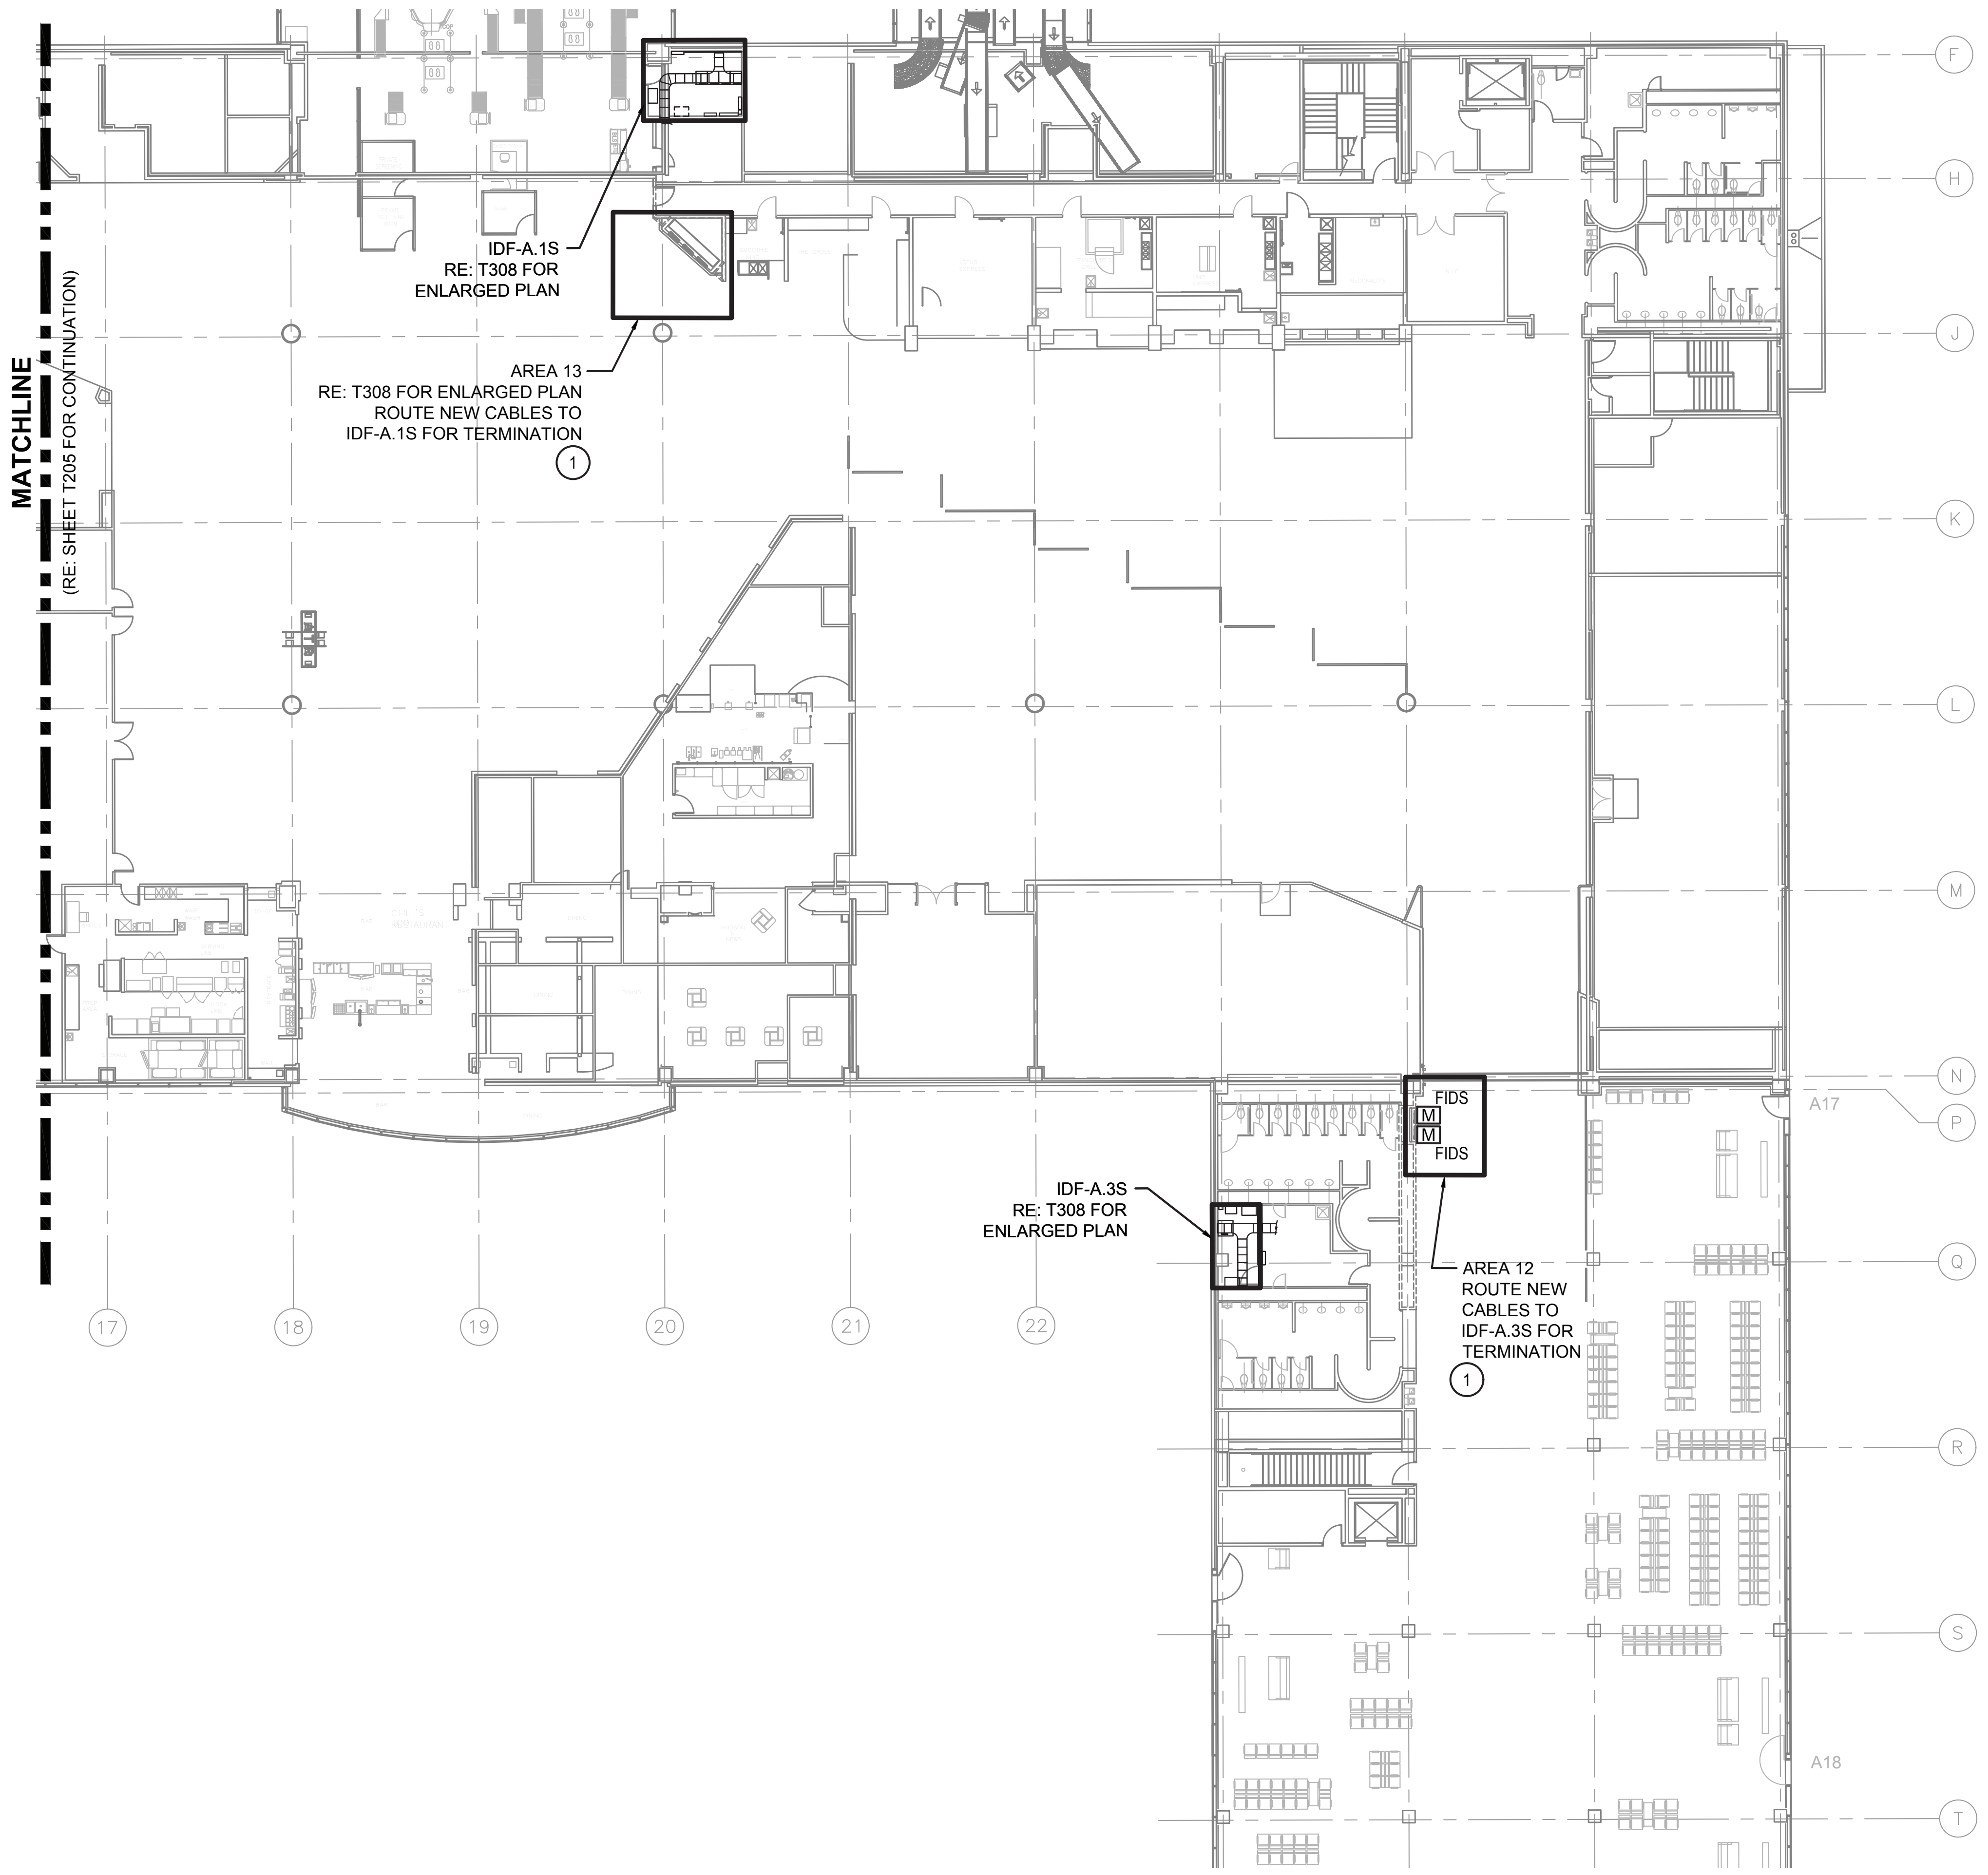 MATCHLINE
(RE: SHEET T205 FOR CONTINUATION)
IDF-A.1S
RE: T308 FOR
ENLARGED PLAN
AREA 13
RE: T308 FOR ENLARGED PLAN
ROUTE NEW CABLES TO
IDF-A.1S FOR TERMINATION
1
CHILI'S
RESTAURANT
FIDS
M
M
FIDS
IDF-A.3S
RE: T308 FOR
ENLARGED PLAN
AREA 12
ROUTE NEW
CABLES TO
IDF-A.3S FOR
TERMINATION
1
A17
A18
F
H
J
K
L
M
N
P
Q
R
S
T
17
18
19
20
21
22